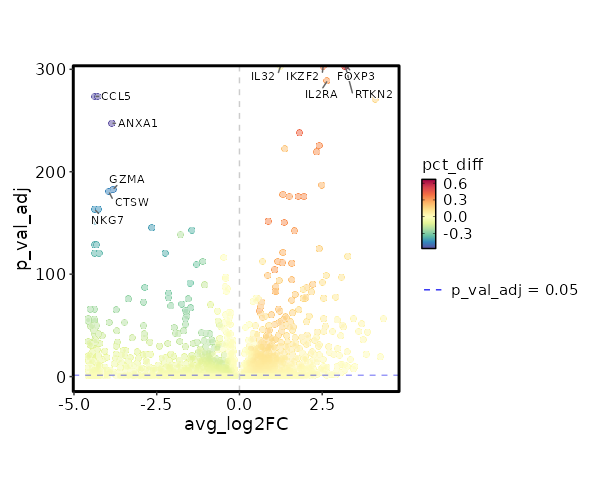 300
200
100
0
p_val_adj
IL32
IKZF2
FOXP3
IL2RA
RTKN2
CCL5
ANXA1
GZMA
CTSW
NKG7
-5.0
-2.5
0.0
2.5
avg_log2FC
pct_diff
0.6
0.3
0.0
-0.3
p_val_adj = 0.05